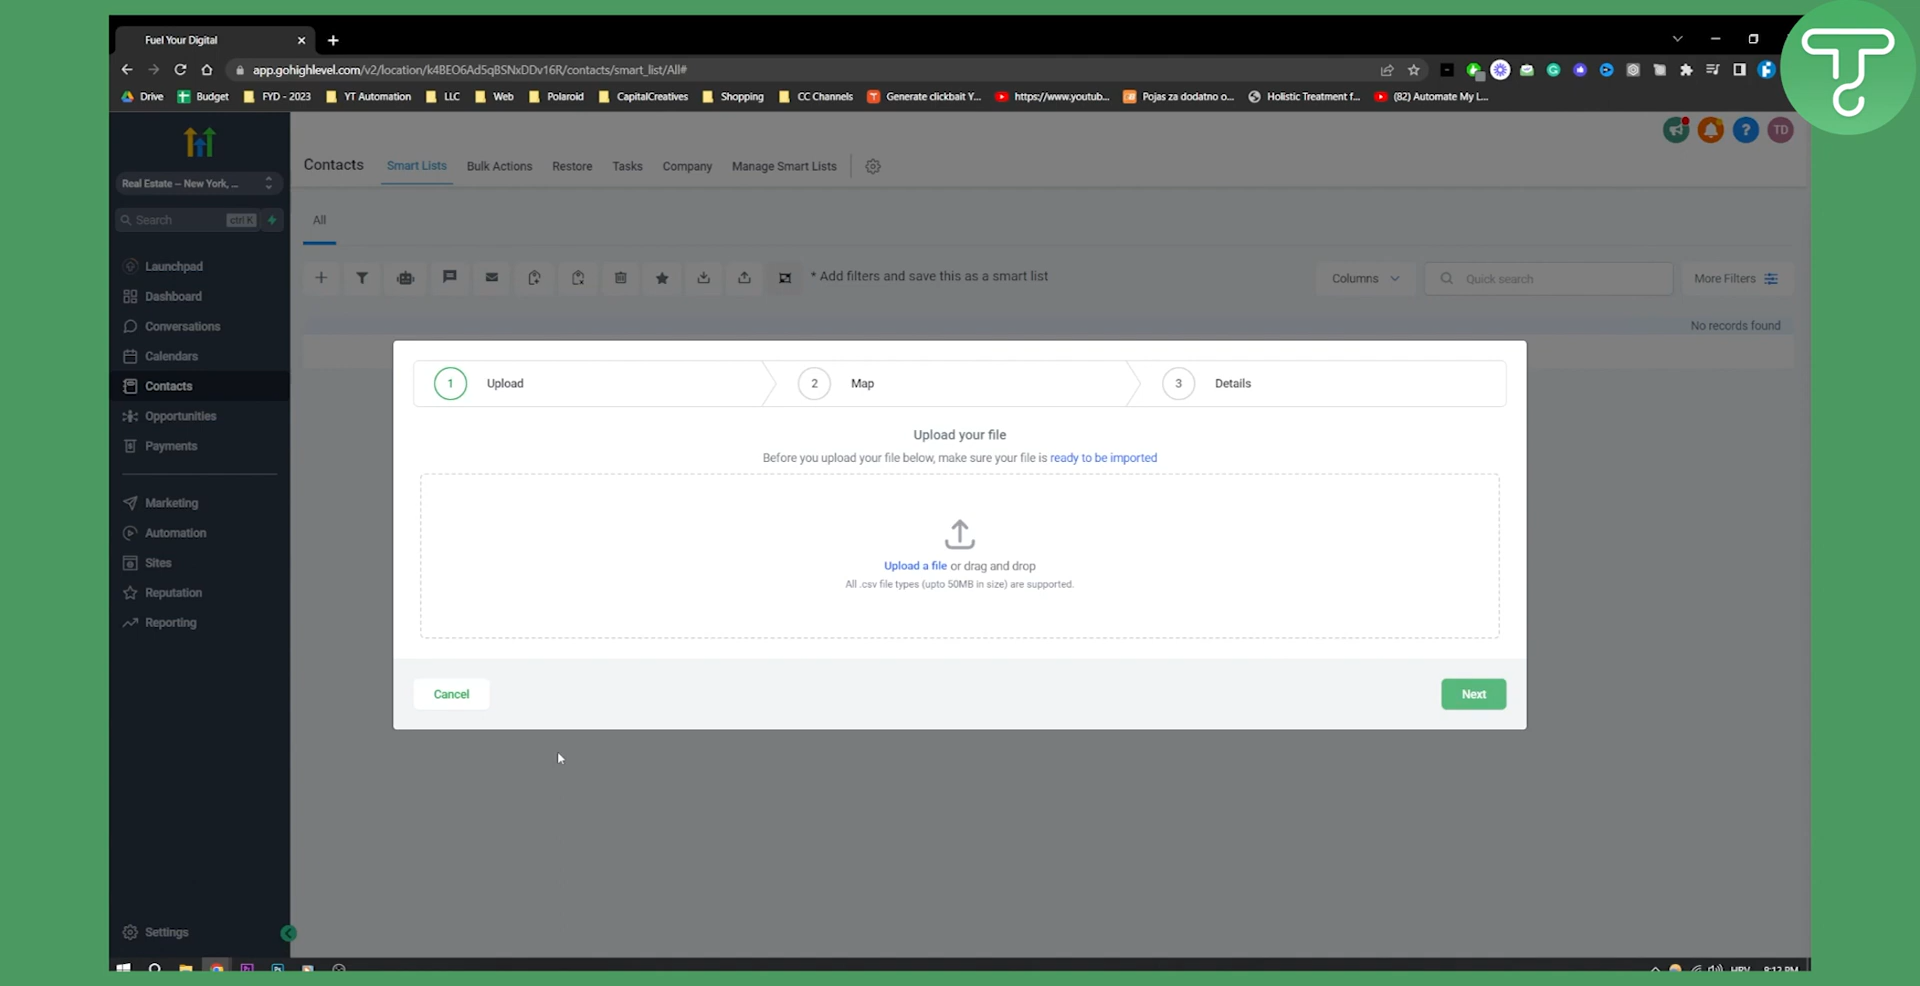 Fuel Your Digital
app.gohighlevel.com/v2/location/k4BEO6Ad5qBSNxDDv16R/contacts/smart_list/All#
Drive Budget FYD - 2023 YT Automation LLC Web Polaroid CapitalCreatives Shopping CC Channels Generate clickbait Y... https://www.youtub... Pojas za dodatno o... Holistic Treatment f... (82) Automate My L...
TD
Contacts Smart Lists Bulk Actions Restore Tasks Company Manage Smart Lists
Real Estate – New York, ...
Search ctrl K
All
Launchpad
Dashboard
Conversations
Calendars
Contacts
Opportunities
Payments
Marketing
Automation
Sites
Reputation
Reporting
Settings
* Add filters and save this as a smart list
Columns Quick search More Filters
No records found
1 Upload 2 Map 3 Details
Upload your file
Before you upload your file below, make sure your file is ready to be imported
Upload a file or drag and drop
All .csv file types (upto 50MB in size) are supported.
Cancel Next
HRV 8:12 PM